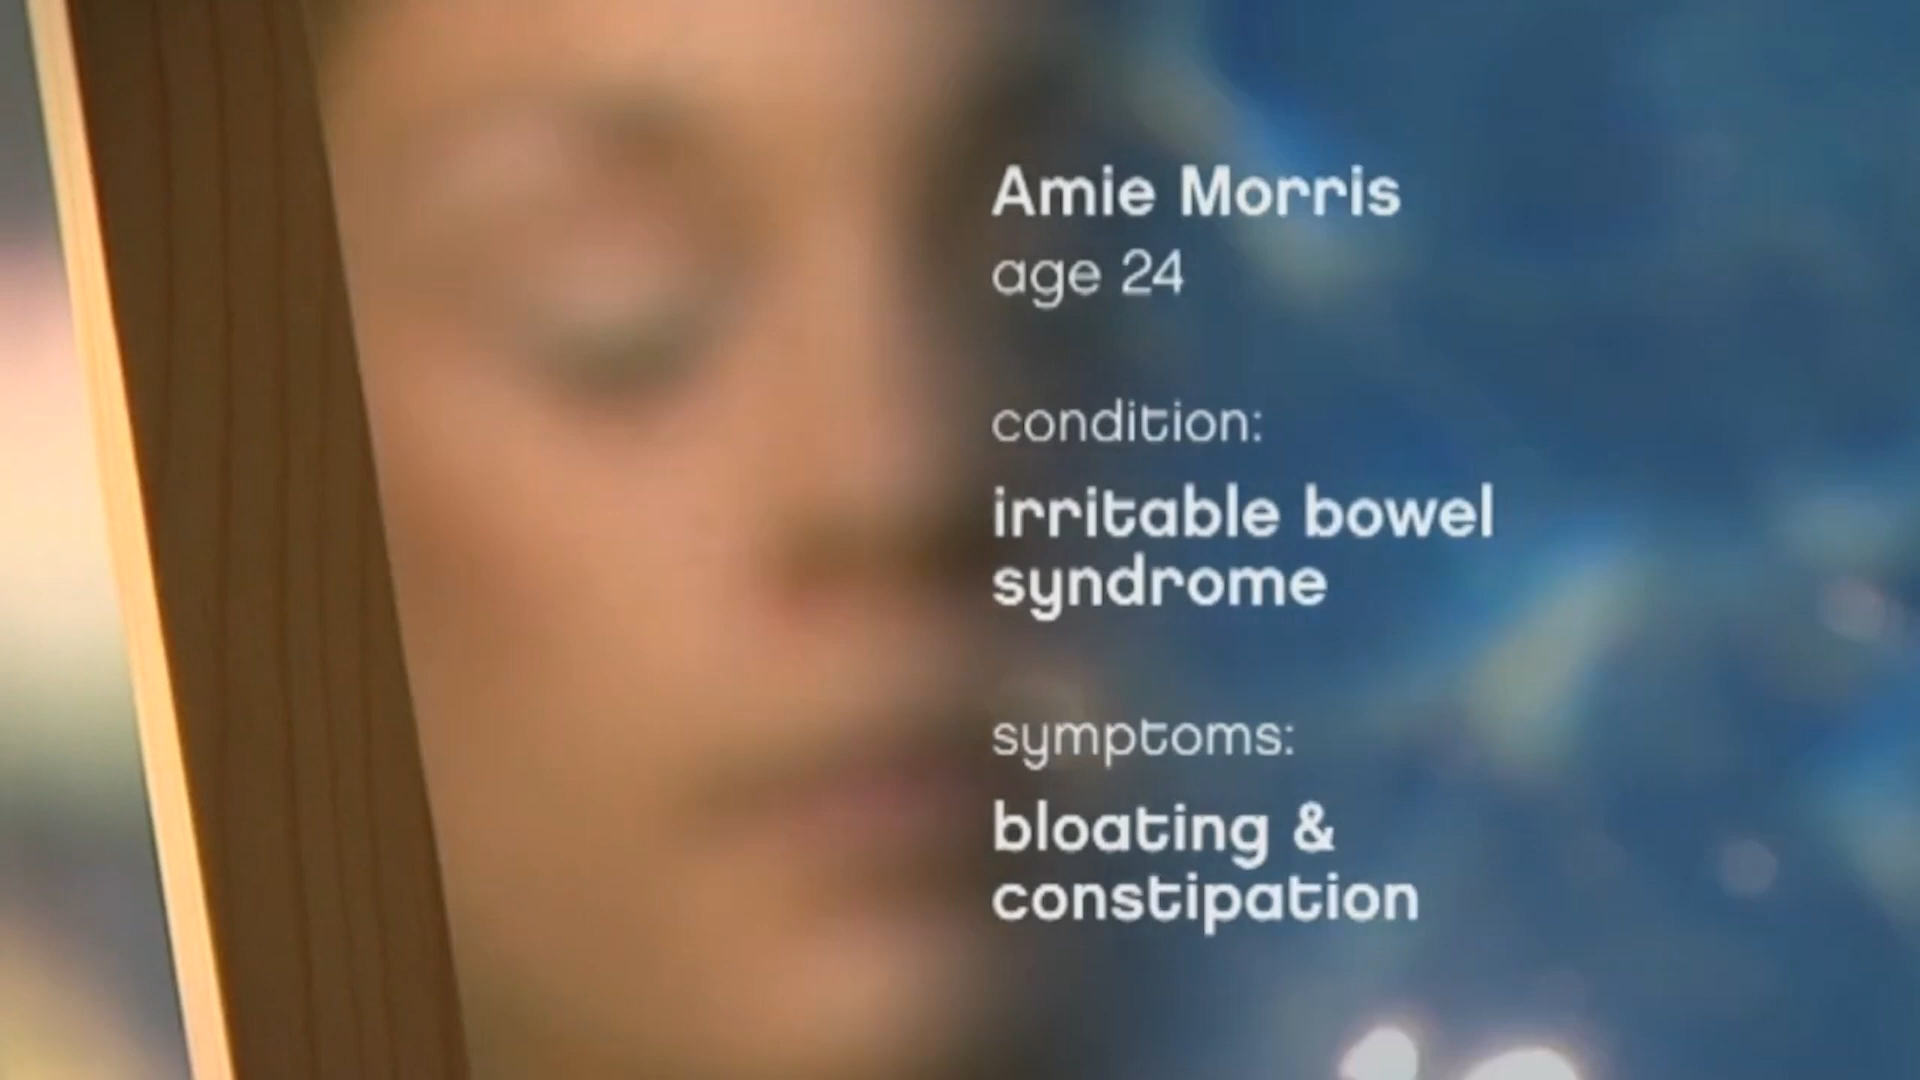 Amie Morris
age 24
condition:
irritable bowel
syndrome
symptoms:
bloating &
constipation